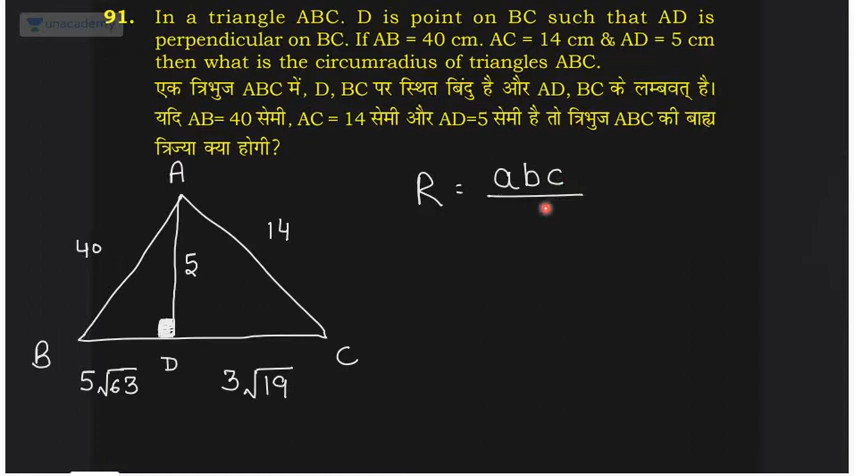 unacademy
91. In a triangle ABC. D is point on BC such that AD is
perpendicular on BC. If AB = 40 cm. AC = 14 cm & AD = 5 cm
then what is the circumradius of triangles ABC.
एक त्रिभुज ABC में, D, BC पर स्थित बिंदु है और AD, BC के लम्बवत् है।
यदि AB= 40 सेमी, AC = 14 सेमी और AD=5 सेमी है तो त्रिभुज ABC की बाह्य
त्रिज्या क्या होगी?
A
R = abc
40
14
5
B
D
C
5√63
3√19